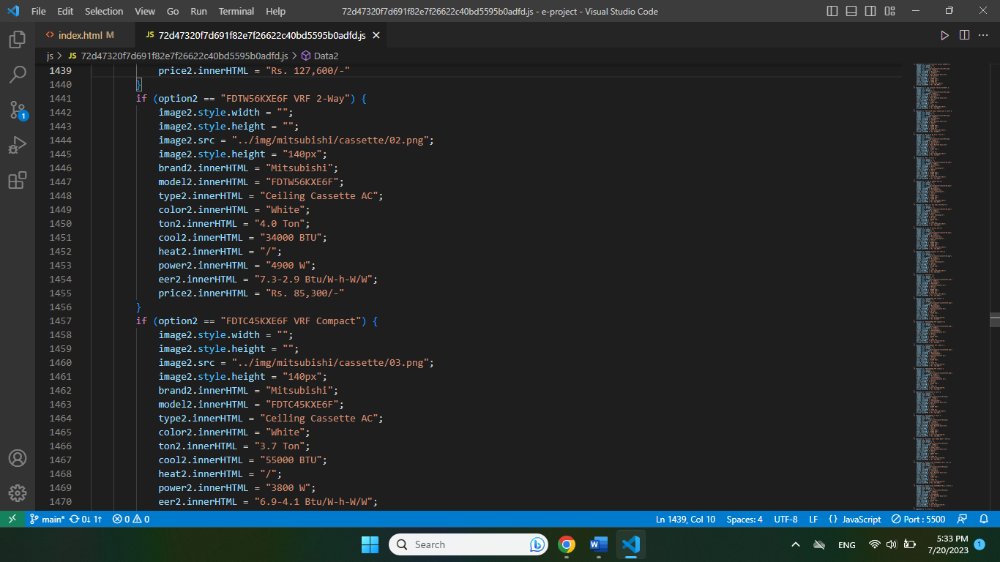 File Edit Selection View Go Run Terminal Help
72d47320f7d691f82e7f26622c40bd5595b0adfd.js - e-project - Visual Studio Code
index.html M
JS 72d47320f7d691f82e7f26622c40bd5595b0adfd.js
js > JS 72d47320f7d691f82e7f26622c40bd5595b0adfd.js > Data2
1439 price2.innerHTML = "Rs. 127,600/-"
1440 }
1441 if (option2 == "FDTW56KXE6F VRF 2-Way") {
1442 image2.style.width = "";
1443 image2.style.height = "";
1444 image2.src = "../img/mitsubishi/cassette/02.png";
1445 image2.style.height = "140px";
1446 brand2.innerHTML = "Mitsubishi";
1447 model2.innerHTML = "FDTW56KXE6F";
1448 type2.innerHTML = "Ceiling Cassette AC";
1449 color2.innerHTML = "White";
1450 ton2.innerHTML = "4.0 Ton";
1451 cool2.innerHTML = "34000 BTU";
1452 heat2.innerHTML = "/";
1453 power2.innerHTML = "4900 W";
1454 eer2.innerHTML = "7.3-2.9 Btu/W-h-W/W";
1455 price2.innerHTML = "Rs. 85,300/-"
1456 }
1457 if (option2 == "FDTC45KXE6F VRF Compact") {
1458 image2.style.width = "";
1459 image2.style.height = "";
1460 image2.src = "../img/mitsubishi/cassette/03.png";
1461 image2.style.height = "140px";
1462 brand2.innerHTML = "Mitsubishi";
1463 model2.innerHTML = "FDTC45KXE6F";
1464 type2.innerHTML = "Ceiling Cassette AC";
1465 color2.innerHTML = "White";
1466 ton2.innerHTML = "3.7 Ton";
1467 cool2.innerHTML = "55000 BTU";
1468 heat2.innerHTML = "/";
1469 power2.innerHTML = "3800 W";
1470 eer2.innerHTML = "6.9-4.1 Btu/W-h-W/W";
1
main* 0↓ 1↑ 0 0
Ln 1439, Col 10 Spaces: 4 UTF-8 LF {} JavaScript Port : 5500
Search
ENG
5:33 PM
7/20/2023
1